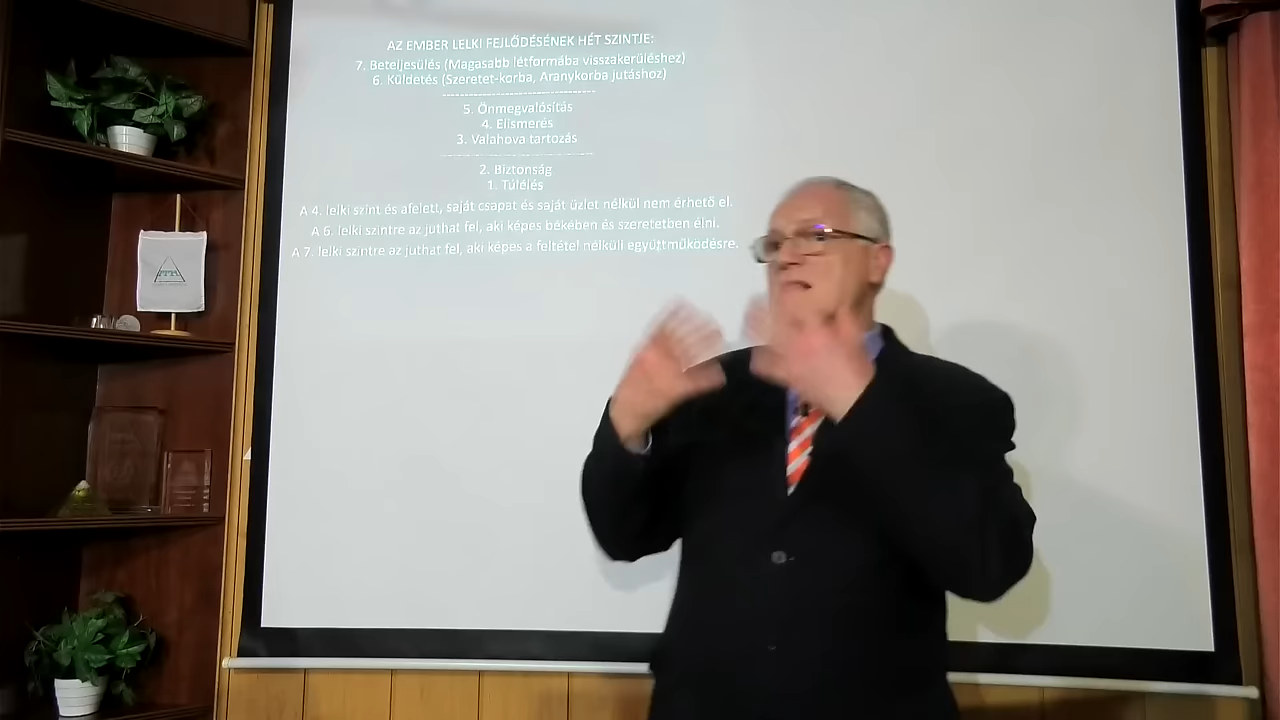 AZ EMBER LELKI FEJLŐDÉSÉNEK HÉT SZINTJE:
7. Beteljesülés (Magasabb létformába visszakerüléshez)
6. Küldetés (Szeretet-korba, Aranykorba jutáshoz)
5. Önmegvalósítás
4. Elismerés
3. Valahova tartozás
2. Biztonság
1. Túlélés
A 4. lelki szint és afelett, saját csapat és saját üzlet nélkül nem érhető el.
A 6. lelki szintre az juthat fel, aki képes békében és szeretetben élni.
A 7. lelki szintre az juthat fel, aki képes a feltétel nélküli együttműködésre.